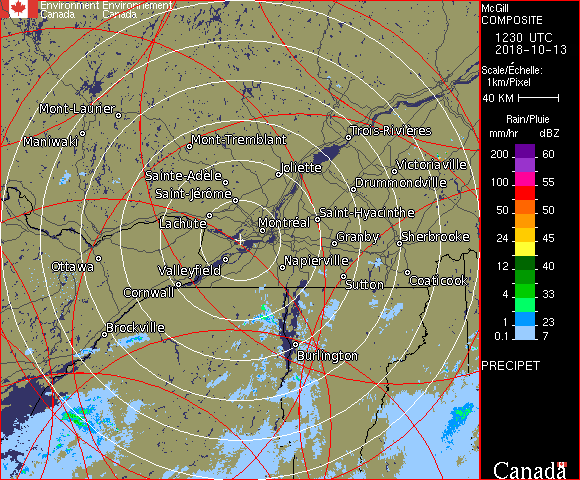 Environment Environnement
Canada Canada
McGill
COMPOSITE
1230 UTC
2018-10-13
Scale/Échelle:
1km/Pixel
40 KM
Rain/Pluie
mm/hr dBZ
200 60
100 55
50 50
24 45
12 40
4 33
1 23
0.1 7
PRECIPET
Canada
Mont-Laurier
Maniwaki
Mont-Tremblant
Trois-Rivières
Victoriaville
Sainte-Adèle
Joliette
Drummondville
Saint-Jérôme
Lachute
Montréal
Saint-Hyacinthe
Granby
Sherbrooke
Ottawa
Valleyfield
Napierville
Cornwall
Sutton
Coaticook
Brockville
Burlington